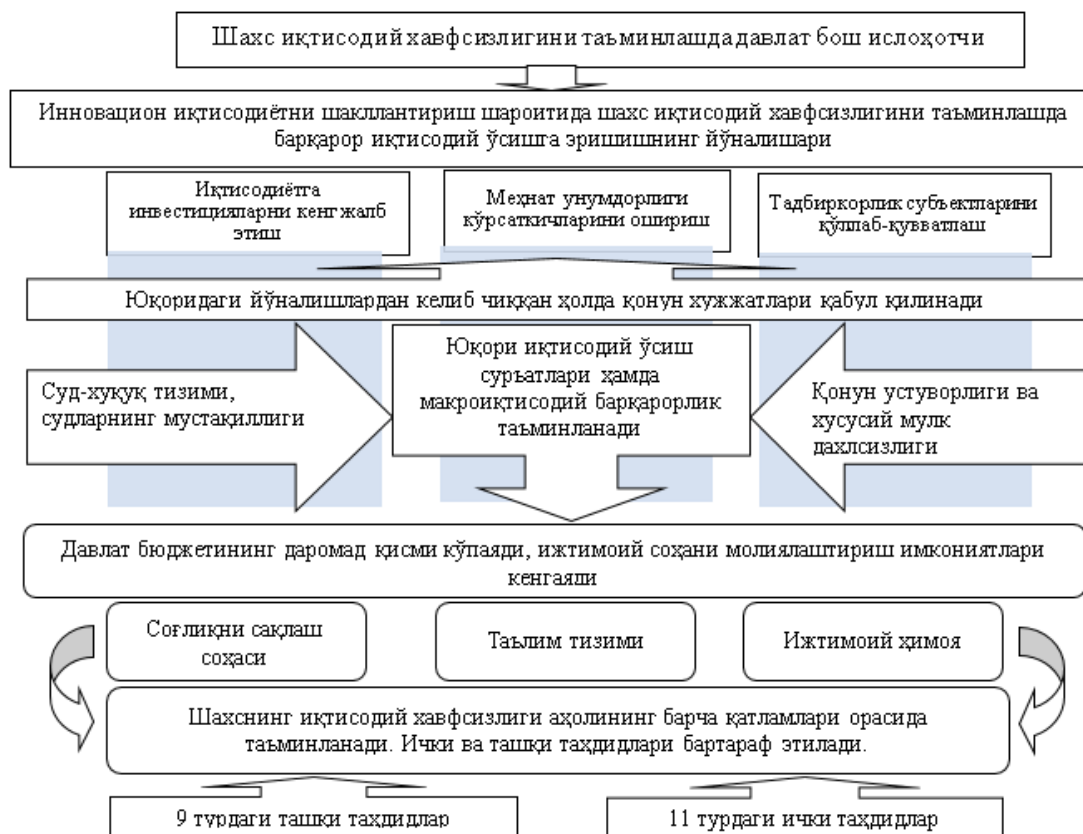 Шахс иқтисодий хавфсизлигини таъминлашда давлат бош ислоҳотчи
Инновацион иқтисодиётни шакллантириш шароитида шахс иқтисодий хавфсизлигини таъминлашда
барқарор иқтисодий ўсишга эришишнинг йўналишари
Иқтисодиётга
инвестицияларни кенг жалб
этиш
Меҳнат унумдорлиги
кўрсаткичларини ошириш
Тадбиркорлик субъектларини
қўллаб-қувватлаш
Юқоридаги йўналишлардан келиб чиққан ҳолда қонун хужжатлари қабул қилинади
Суд-хуқуқ тизими,
судларнинг мустақиллиги
Юқори иқтисодий ўсиш
суръатлари ҳамда
макроиқтисодий барқарорлик
таъминланади
Қонун устуворлиги ва
хусусий мулк
дахлсизлиги
Давлат бюджетининг даромад қисми кўпаяди, ижтимоий соҳани молиялаштириш имкониятлари
кенгаяди
Соғлиқни сақлаш
соҳаси
Таълим тизими
Ижтимоий ҳимоя
Шахснинг иқтисодий хавфсизлиги аҳолининг барча қатламлари орасида
таъминланади. Ички ва ташқи таҳдидлари бартараф этилади.
9 турдаги ташқи таҳдидлар
11 турдаги ички таҳдидлар